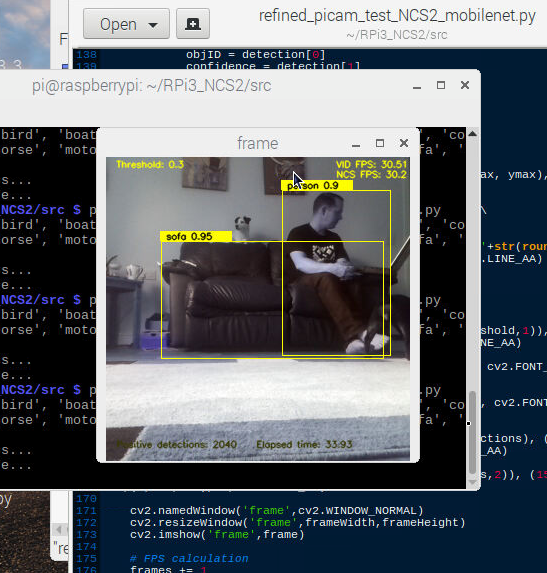 Open
refined_picam_test_NCS2_mobilenet.py
~/RPi3_NCS2/src
138 objID = detection[0]
139 confidence = detection[1]
pi@raspberrypi: ~/RPi3_NCS2/src
bird', 'boat
orse', 'moto
s...
e...
NCS2/src $ p
bird', 'boat
orse', 'moto
s...
e...
NCS2/src $ p
bird', 'boat
orse', 'moto
s...
e...
NCS2/src $ p
bird', 'boat
orse', 'moto
s...
e...
frame
Threshold: 0.3
VID FPS: 30.51
NCS FPS: 30.2
person 0.9
sofa 0.95
Positive detections: 2040 Elapsed time: 33.93
', 'co
fa', '
.py
', 'co
fa', '
.py
', 'co
fa', '
.py
', 'co
fa', '
ax, ymax),
\
'+str(roun
.LINE_AA)
shold,1)),
NE_AA)
cv2.FONT_
, cv2.FONT
ctions), (
_AA)
s,2)), (15
170
171 cv2.namedWindow('frame',cv2.WINDOW_NORMAL)
172 cv2.resizeWindow('frame',frameWidth,frameHeight)
173 cv2.imshow('frame',frame)
174
175 # FPS calculation
176 frames += 1
py
"re